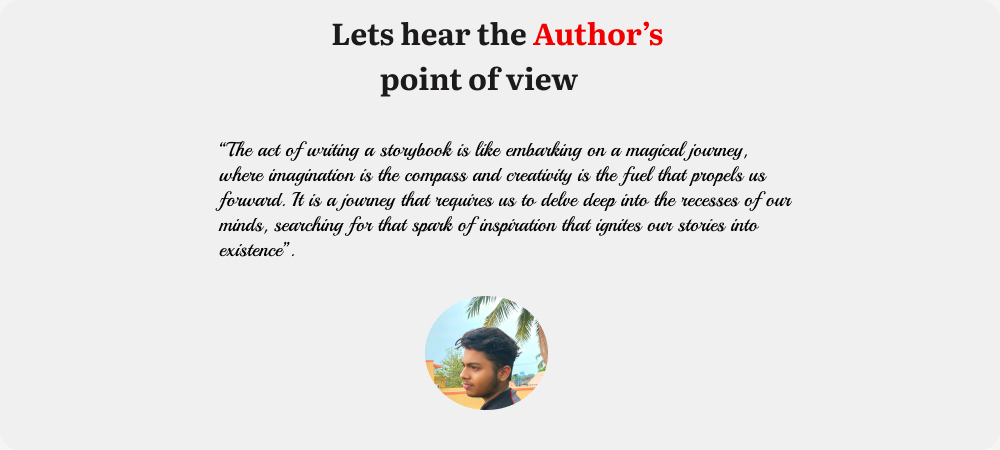 Lets hear the Author’s
point of view
“The act of writing a storybook is like embarking on a magical journey,
where imagination is the compass and creativity is the fuel that propels us
forward. It is a journey that requires us to delve deep into the recesses of our
minds, searching for that spark of inspiration that ignites our stories into
existence”.